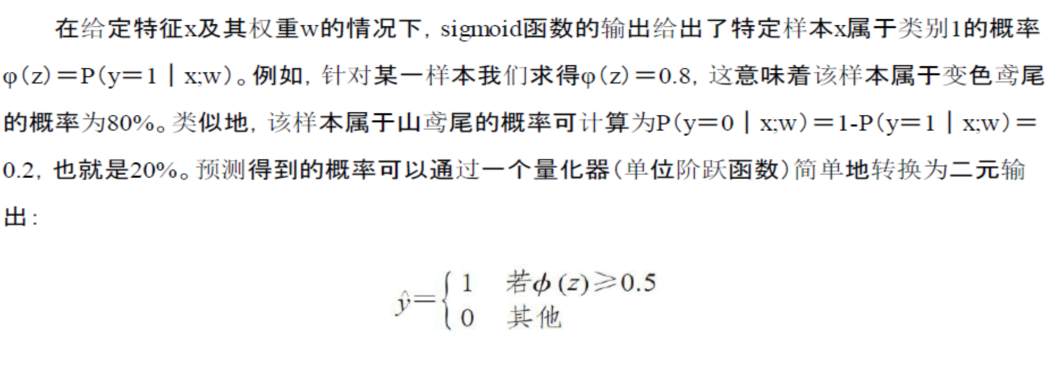 在给定特征x及其权重w的情况下, sigmoid函数的输出给出了特定样本x属于类别1的概率
φ(z)=P(y=1|x;w)。例如, 针对某一样本我们求得φ(z)=0.8, 这意味着该样本属于变色鸢尾
的概率为80%。类似地, 该样本属于山鸢尾的概率可计算为P(y=0|x;w)=1-P(y=1|x;w)=
0.2, 也就是20%。预测得到的概率可以通过一个量化器(单位阶跃函数)简单地转换为二元输
出:
ŷ={1 若ϕ(z)≥0.5
0 其他